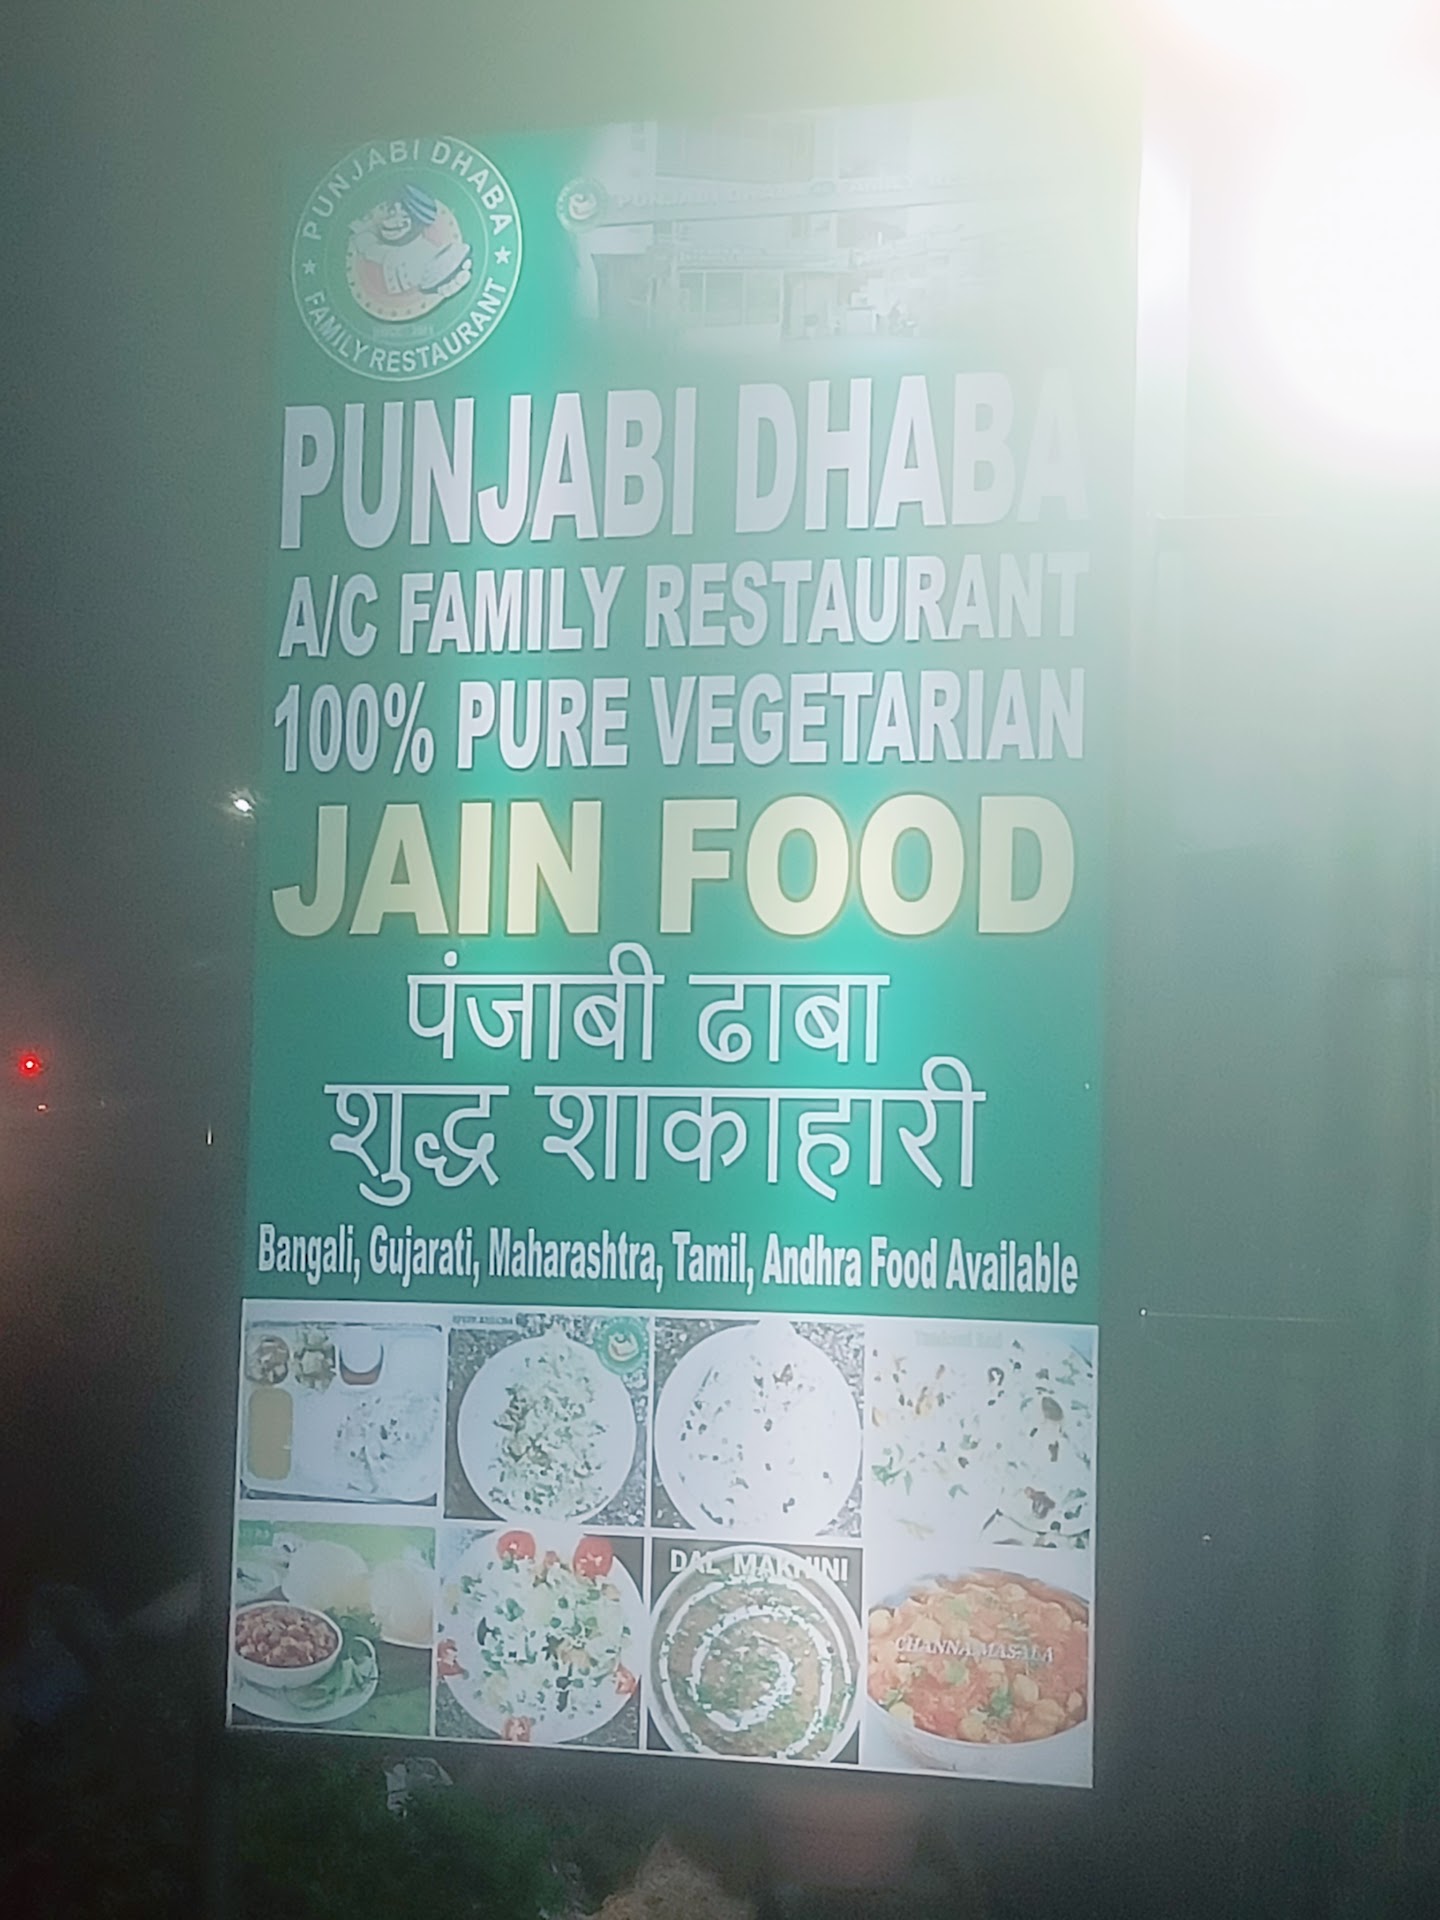 PUNJABI DHABA
FAMILY RESTAURANT
PUNJABI DHABA
A/C FAMILY RESTAURANT
100% PURE VEGETARIAN
JAIN FOOD
पंजाबी ढाबा
शुद्ध शाकाहारी
Bangali, Gujarati, Maharashtra, Tamil, Andhra Food Available
DAL MAKHINI
CHANNA MASALA